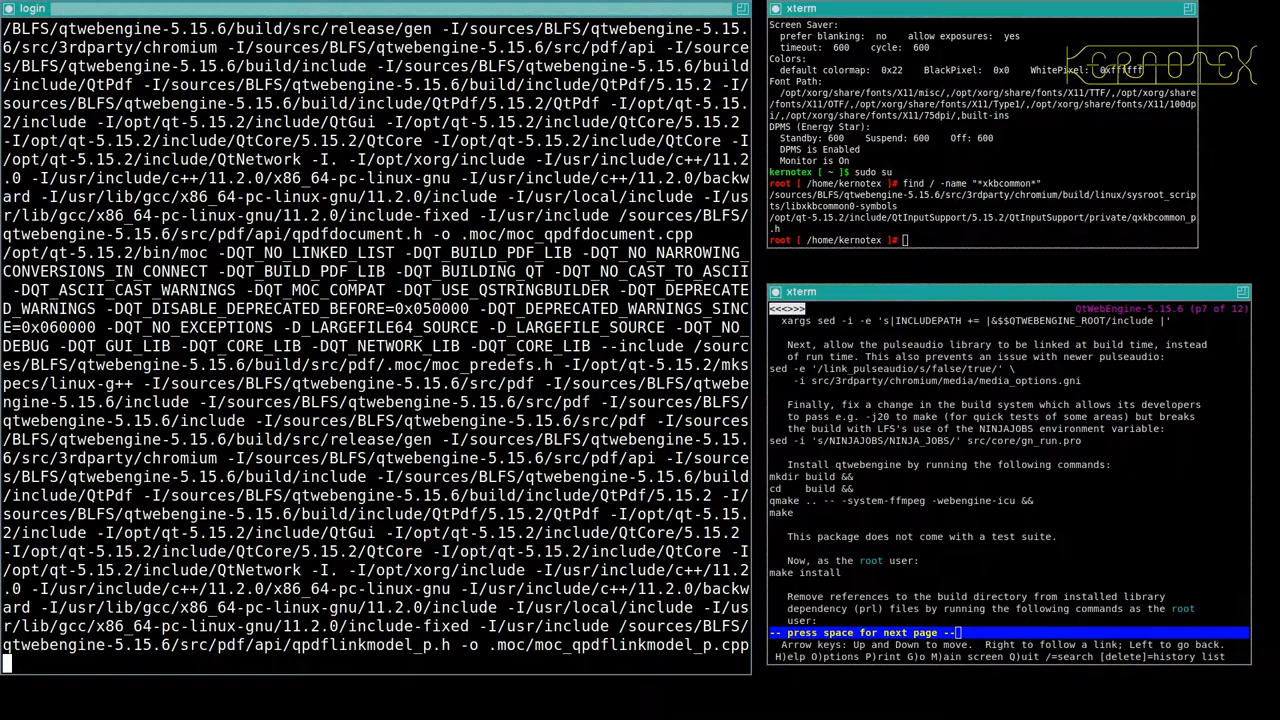 login
/BLFS/qtwebengine-5.15.6/build/src/release/gen -I/sources/BLFS/qtwebengine-5.15.
6/src/3rdparty/chromium -I/sources/BLFS/qtwebengine-5.15.6/src/pdf/api -I/source
s/BLFS/qtwebengine-5.15.6/build/include -I/sources/BLFS/qtwebengine-5.15.6/build
/include/QtPdf -I/sources/BLFS/qtwebengine-5.15.6/build/include/QtPdf/5.15.2 -I/
sources/BLFS/qtwebengine-5.15.6/build/include/QtPdf/5.15.2/QtPdf -I/opt/qt-5.15.
2/include -I/opt/qt-5.15.2/include/QtGui -I/opt/qt-5.15.2/include/QtCore/5.15.2
-I/opt/qt-5.15.2/include/QtCore/5.15.2/QtCore -I/opt/qt-5.15.2/include/QtCore -I
/opt/qt-5.15.2/include/QtNetwork -I. -I/opt/xorg/include -I/usr/include/c++/11.2
.0 -I/usr/include/c++/11.2.0/x86_64-pc-linux-gnu -I/usr/include/c++/11.2.0/backw
ard -I/usr/lib/gcc/x86_64-pc-linux-gnu/11.2.0/include -I/usr/local/include -I/us
r/lib/gcc/x86_64-pc-linux-gnu/11.2.0/include-fixed -I/usr/include /sources/BLFS/
qtwebengine-5.15.6/src/pdf/api/qpdfdocument.h -o .moc/moc_qpdfdocument.cpp
/opt/qt-5.15.2/bin/moc -DQT_NO_LINKED_LIST -DQT_BUILD_PDF_LIB -DQT_NO_NARROWING_
CONVERSIONS_IN_CONNECT -DQT_BUILD_PDF_LIB -DQT_BUILDING_QT -DQT_NO_CAST_TO_ASCII
 -DQT_ASCII_CAST_WARNINGS -DQT_MOC_COMPAT -DQT_USE_QSTRINGBUILDER -DQT_DEPRECATE
D_WARNINGS -DQT_DISABLE_DEPRECATED_BEFORE=0x050000 -DQT_DEPRECATED_WARNINGS_SINC
E=0x060000 -DQT_NO_EXCEPTIONS -D_LARGEFILE64_SOURCE -D_LARGEFILE_SOURCE -DQT_NO_
DEBUG -DQT_GUI_LIB -DQT_CORE_LIB -DQT_NETWORK_LIB -DQT_CORE_LIB --include /sourc
es/BLFS/qtwebengine-5.15.6/build/src/pdf/.moc/moc_predefs.h -I/opt/qt-5.15.2/mks
pecs/linux-g++ -I/sources/BLFS/qtwebengine-5.15.6/src/pdf -I/sources/BLFS/qtwebe
ngine-5.15.6/include -I/sources/BLFS/qtwebengine-5.15.6/src/pdf -I/sources/BLFS/
qtwebengine-5.15.6/src/pdf -I/sources/BLFS/qtwebengine-5.15.6/src/pdf -I/sources
/BLFS/qtwebengine-5.15.6/build/src/release/gen -I/sources/BLFS/qtwebengine-5.15.
6/src/3rdparty/chromium -I/sources/BLFS/qtwebengine-5.15.6/src/pdf/api -I/source
s/BLFS/qtwebengine-5.15.6/build/include -I/sources/BLFS/qtwebengine-5.15.6/build
/include/QtPdf -I/sources/BLFS/qtwebengine-5.15.6/build/include/QtPdf/5.15.2 -I/
sources/BLFS/qtwebengine-5.15.6/build/include/QtPdf/5.15.2/QtPdf -I/opt/qt-5.15.
2/include -I/opt/qt-5.15.2/include/QtGui -I/opt/qt-5.15.2/include/QtCore/5.15.2
-I/opt/qt-5.15.2/include/QtCore/5.15.2/QtCore -I/opt/qt-5.15.2/include/QtCore -I
/opt/qt-5.15.2/include/QtNetwork -I. -I/opt/xorg/include -I/usr/include/c++/11.2
.0 -I/usr/include/c++/11.2.0/x86_64-pc-linux-gnu -I/usr/include/c++/11.2.0/backw
ard -I/usr/lib/gcc/x86_64-pc-linux-gnu/11.2.0/include -I/usr/local/include -I/us
r/lib/gcc/x86_64-pc-linux-gnu/11.2.0/include-fixed -I/usr/include /sources/BLFS/
qtwebengine-5.15.6/src/pdf/api/qpdflinkmodel_p.h -o .moc/moc_qpdflinkmodel_p.cpp
xterm
Screen Saver:
  prefer blanking:  no    allow exposures:  yes
  timeout:  600    cycle:  600
Colors:
  default colormap: 0x22    BlackPixel: 0x0    WhitePixel: 0xffffff
Font Path:
  /opt/xorg/share/fonts/X11/misc/,/opt/xorg/share/fonts/X11/TTF/,/opt/xorg/share
/fonts/X11/OTF/,/opt/xorg/share/fonts/X11/Type1/,/opt/xorg/share/fonts/X11/100dp
i/,/opt/xorg/share/fonts/X11/75dpi/,built-ins
DPMS (Energy Star):
  Standby: 600    Suspend: 600    Off: 600
  DPMS is Enabled
  Monitor is On
kernotex [ ~ ]$ sudo su
root [ /home/kernotex ]# find / -name "*xkbcommon*"
/sources/BLFS/qtwebengine-5.15.6/src/3rdparty/chromium/build/linux/sysroot_scrip
ts/libxkbcommon0-symbols
/opt/qt-5.15.2/include/QtInputSupport/5.15.2/QtInputSupport/private/qxkbcommon_p
.h
root [ /home/kernotex ]#
KERNOTEX
xterm
<<<>>> QtWebEngine-5.15.6 (p7 of 12)
xargs sed -i -e 's|INCLUDEPATH += |&$$QTWEBENGINE_ROOT/include |'
Next, allow the pulseaudio library to be linked at build time, instead
of run time. This also prevents an issue with newer pulseaudio:
sed -e '/link_pulseaudio/s/false/true/' \
    -i src/3rdparty/chromium/media/media_options.gni
Finally, fix a change in the build system which allows its developers
to pass e.g. -j20 to make (for quick tests of some areas) but breaks
the build with LFS's use of the NINJAJOBS environment variable:
sed -i 's/NINJAJOBS/NINJA_JOBS/' src/core/gn_run.pro
Install qtwebengine by running the following commands:
mkdir build &&
cd    build &&
qmake .. -- -system-ffmpeg -webengine-icu &&
make
This package does not come with a test suite.
Now, as the root user:
make install
Remove references to the build directory from installed library
dependency (prl) files by running the following commands as the root
user:
-- press space for next page --
Arrow keys: Up and Down to move.  Right to follow a link; Left to go back.
H)elp O)ptions P)rint G)o M)ain screen Q)uit /=search [delete]=history list